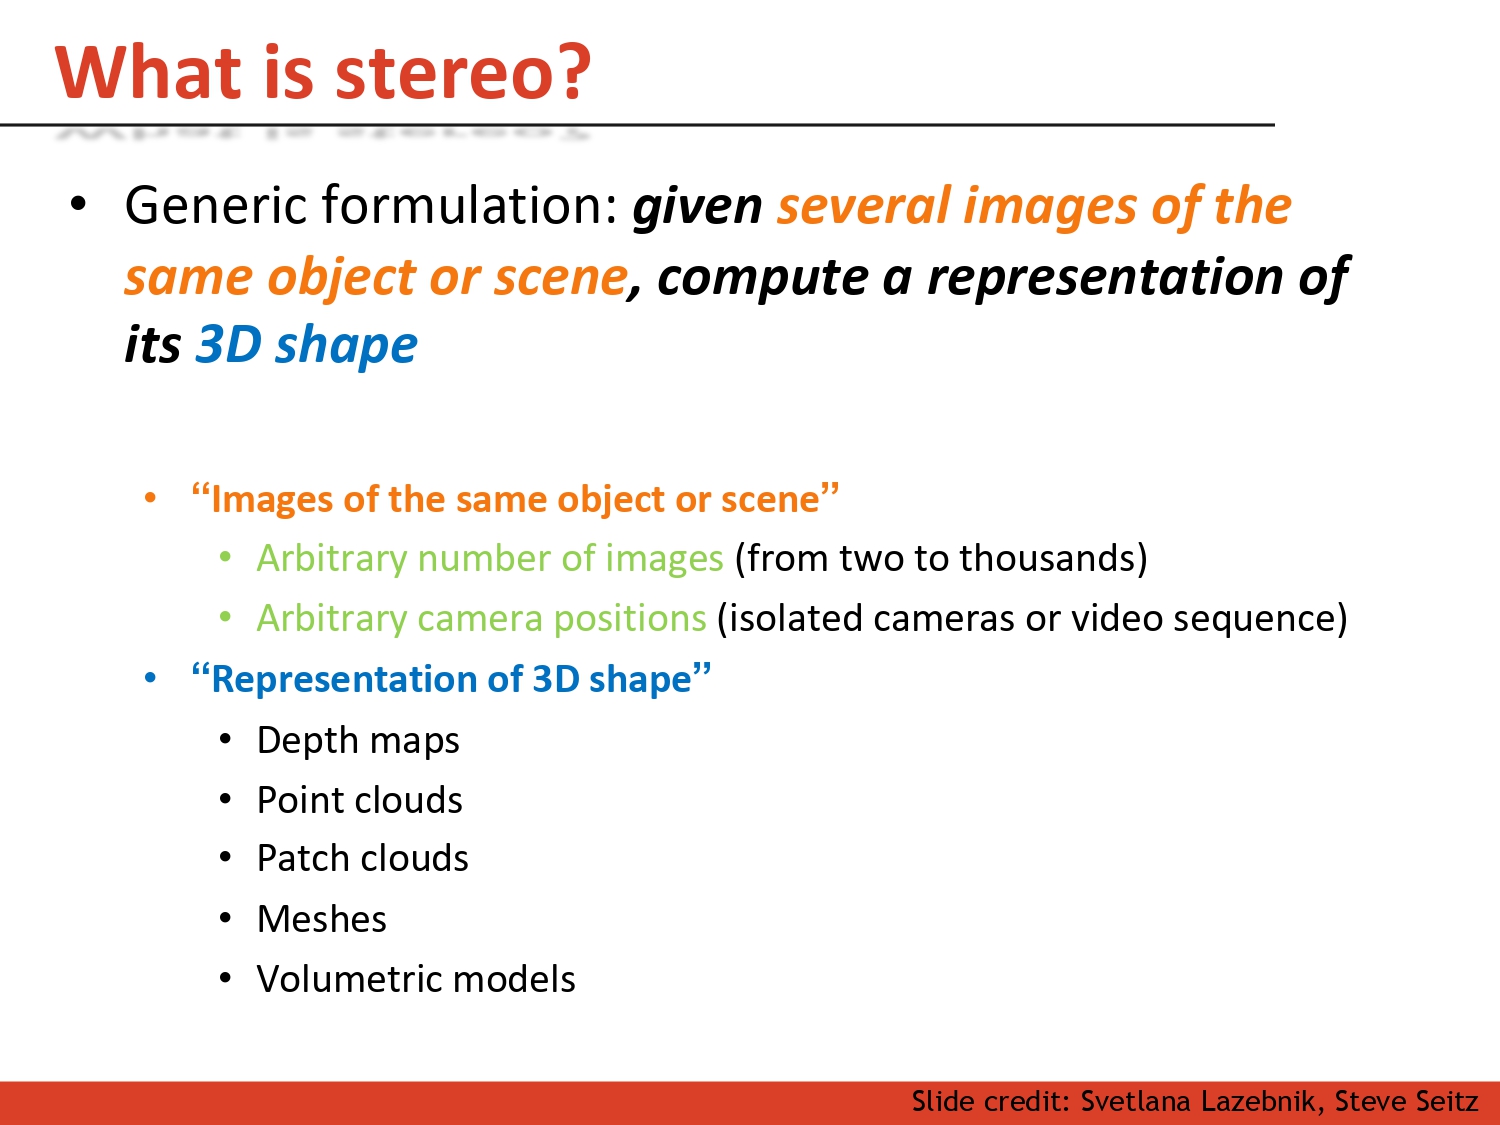 What is stereo?
• Generic formulation: given several images of the
same object or scene, compute a representation of
its 3D shape
• “Images of the same object or scene”
• Arbitrary number of images (from two to thousands)
• Arbitrary camera positions (isolated cameras or video sequence)
• “Representation of 3D shape”
• Depth maps
• Point clouds
• Patch clouds
• Meshes
• Volumetric models
Slide credit: Svetlana Lazebnik, Steve Seitz